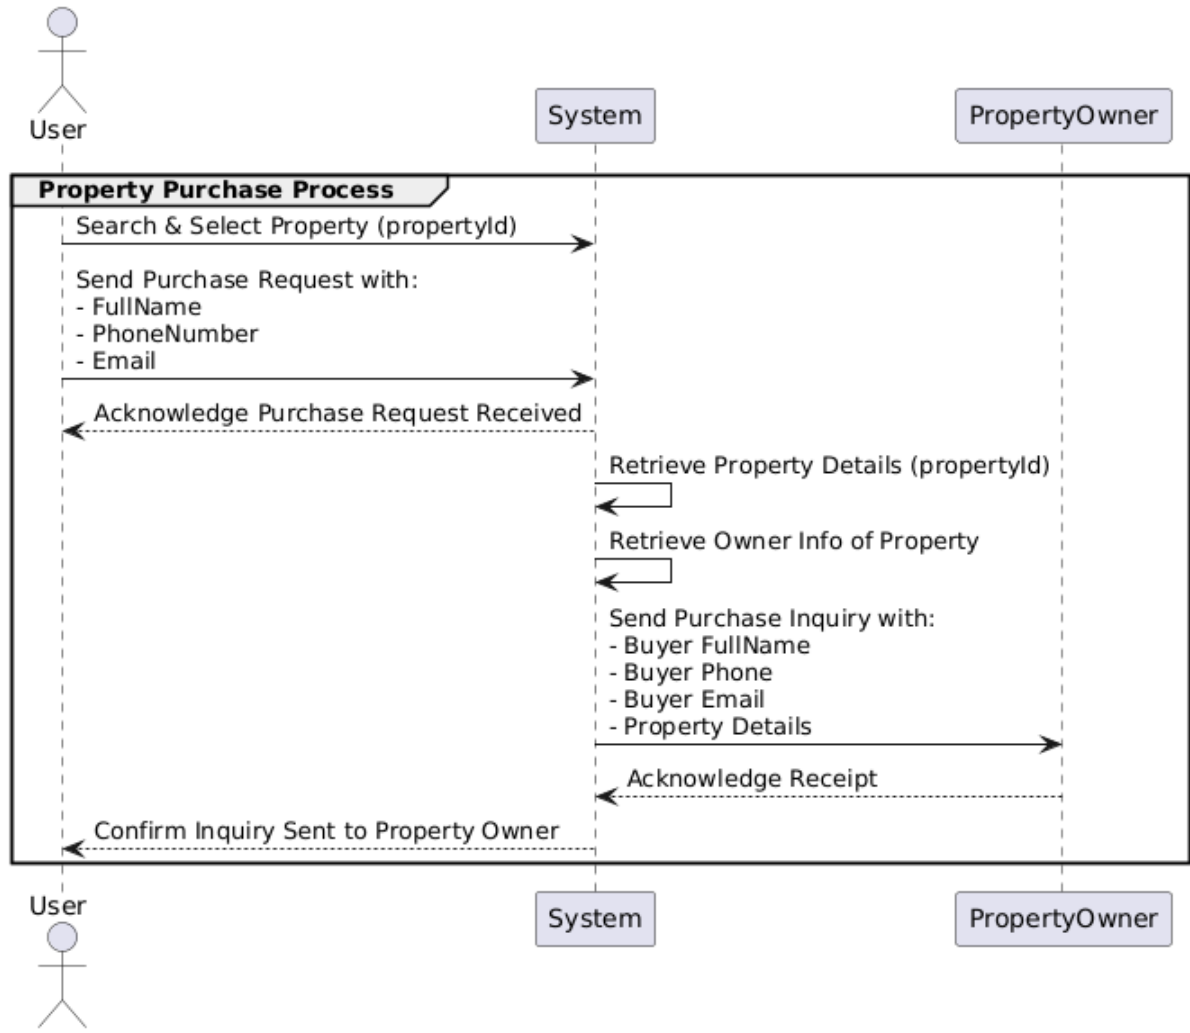 User
System
PropertyOwner
Property Purchase Process
Search & Select Property (propertyId)
Send Purchase Request with:
- FullName
- PhoneNumber
- Email
Acknowledge Purchase Request Received
Retrieve Property Details (propertyId)
Retrieve Owner Info of Property
Send Purchase Inquiry with:
- Buyer FullName
- Buyer Phone
- Buyer Email
- Property Details
Acknowledge Receipt
Confirm Inquiry Sent to Property Owner
User
System
PropertyOwner